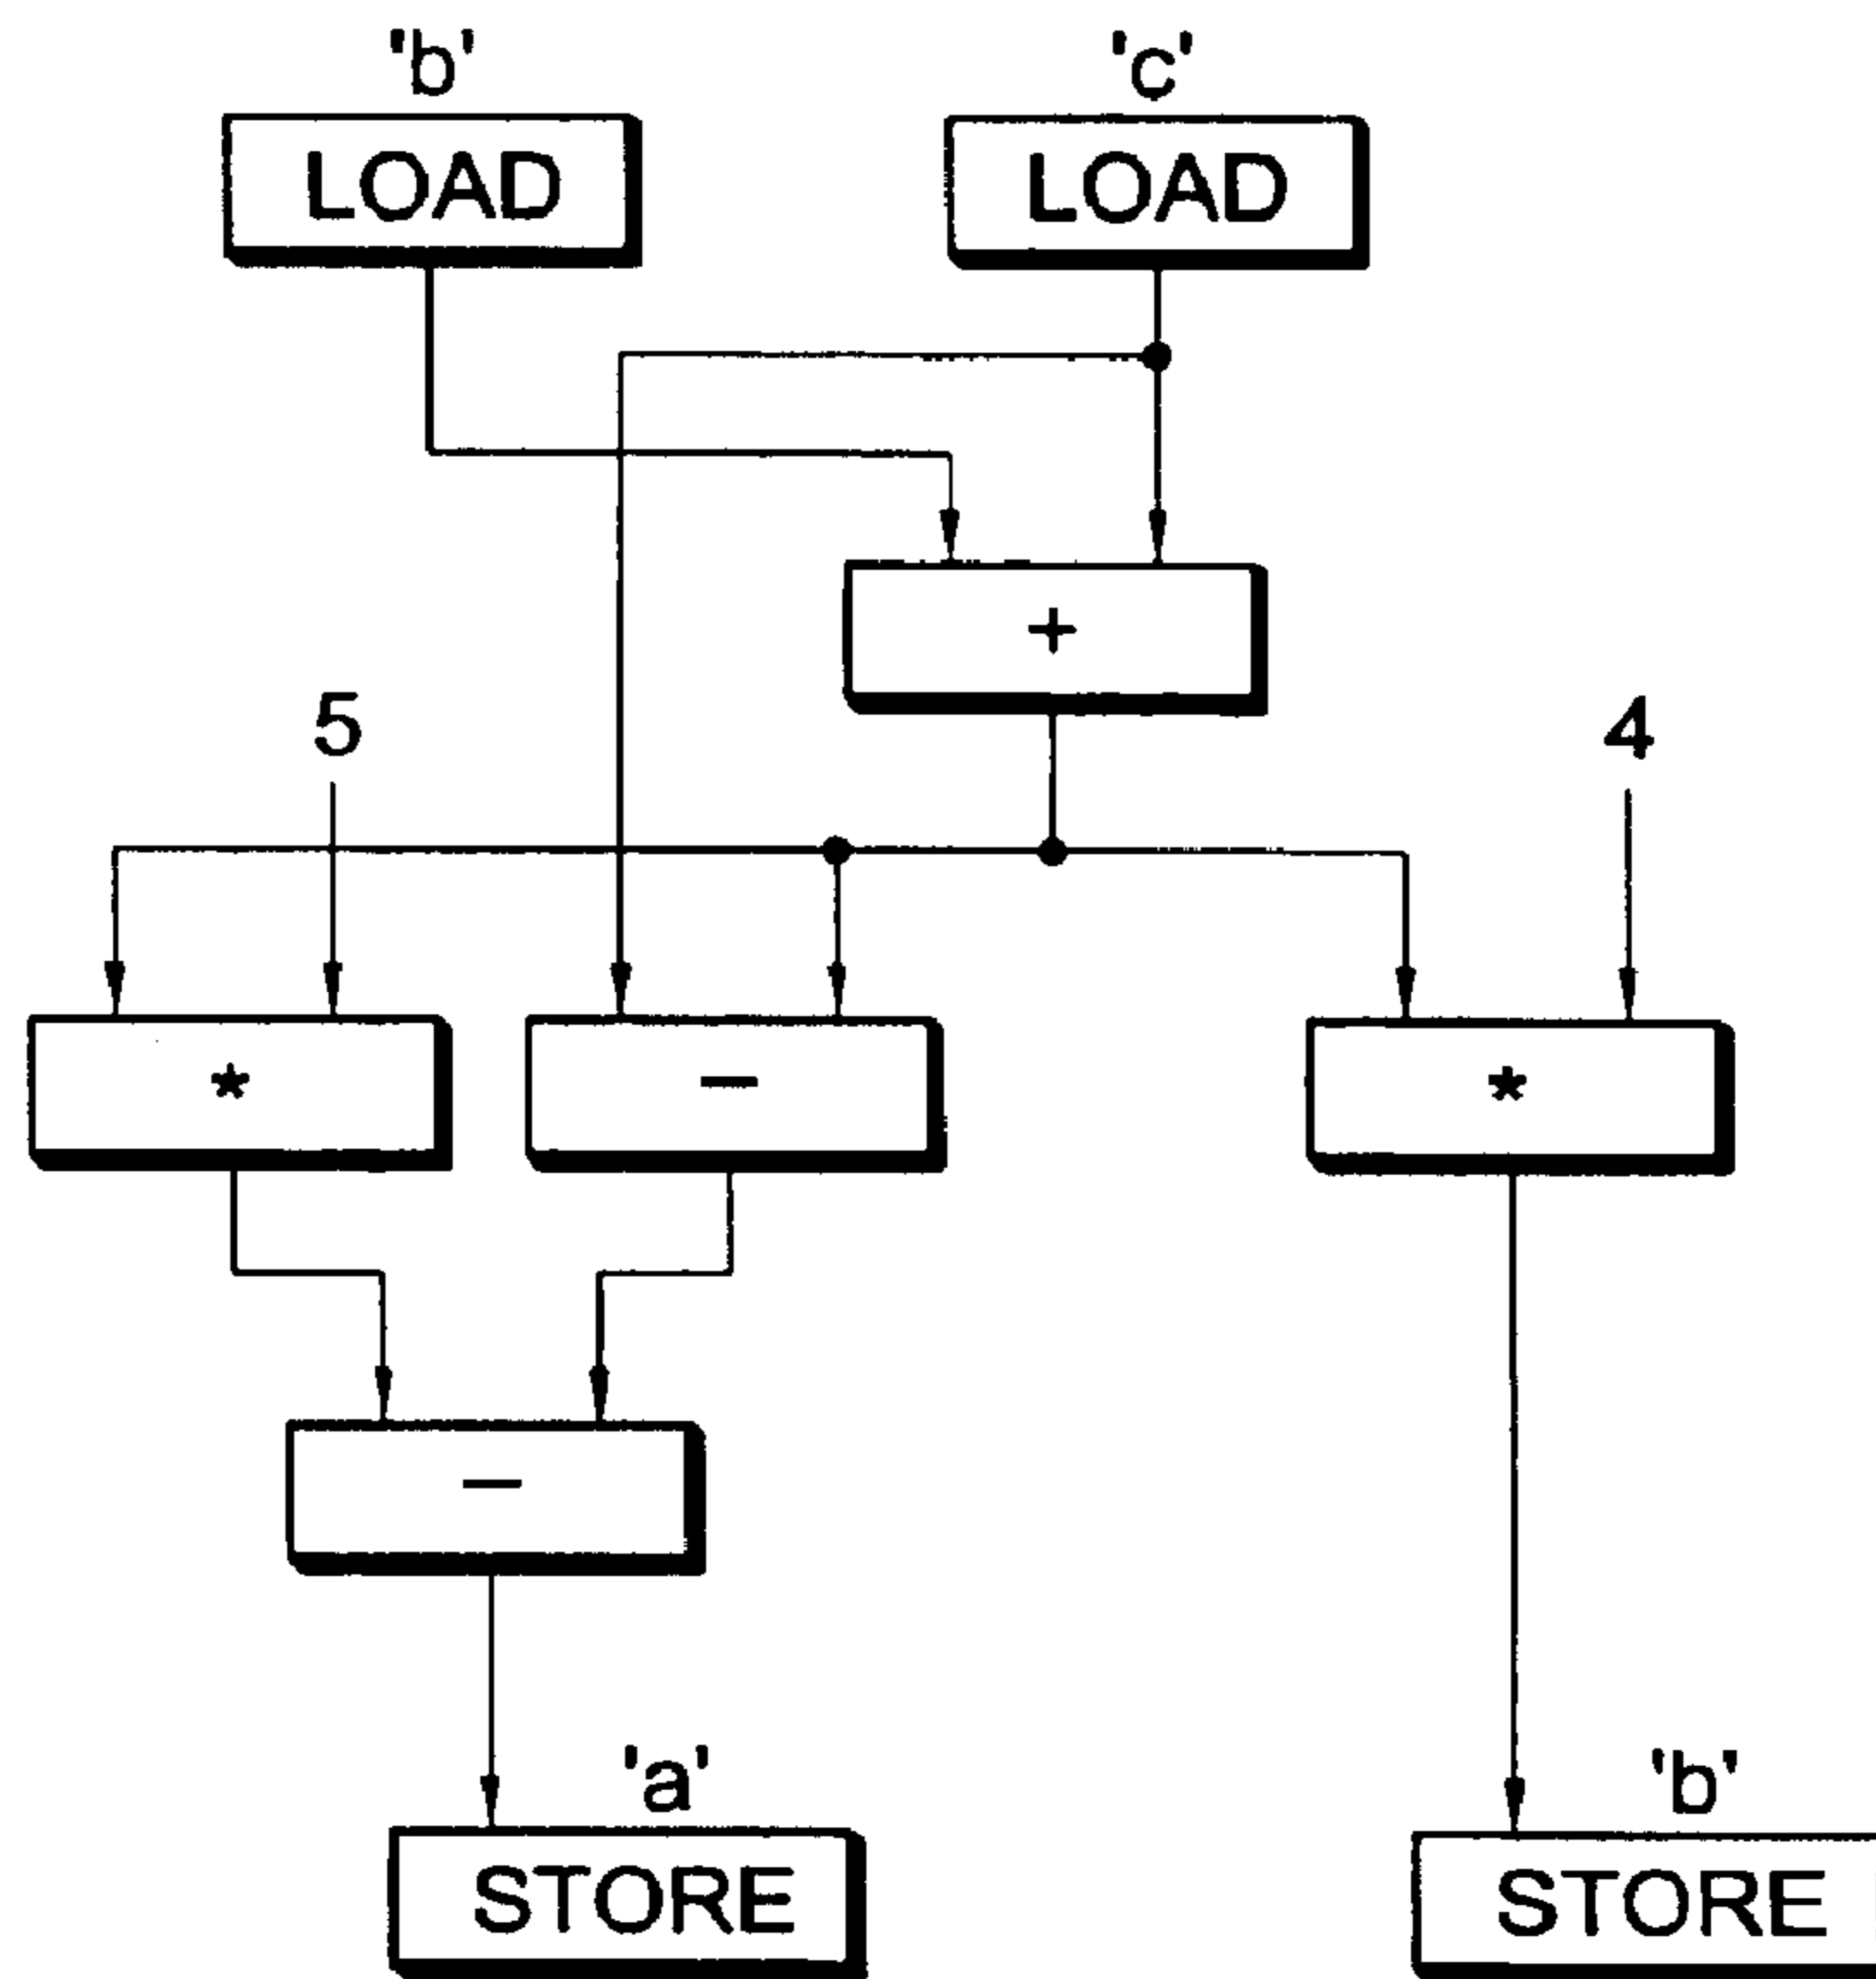 'b' 'c'
LOAD LOAD
+
5 4
* − *
−
'a' 'b'
STORE STORE